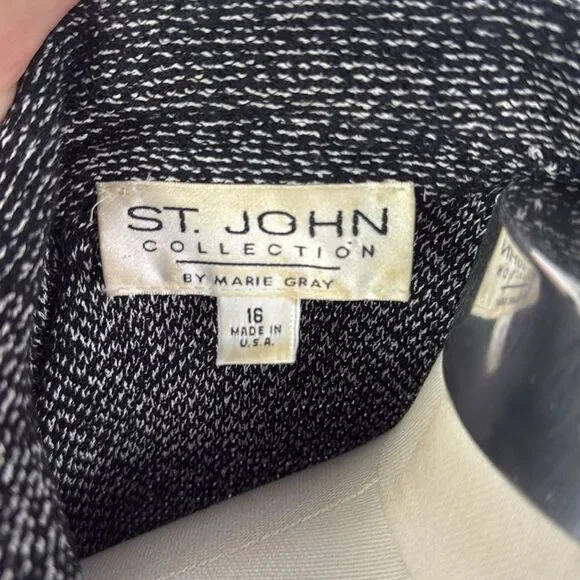 ST. JOHN
COLLECTION
BY MARIE GRAY
16
MADE IN
U.S.A.